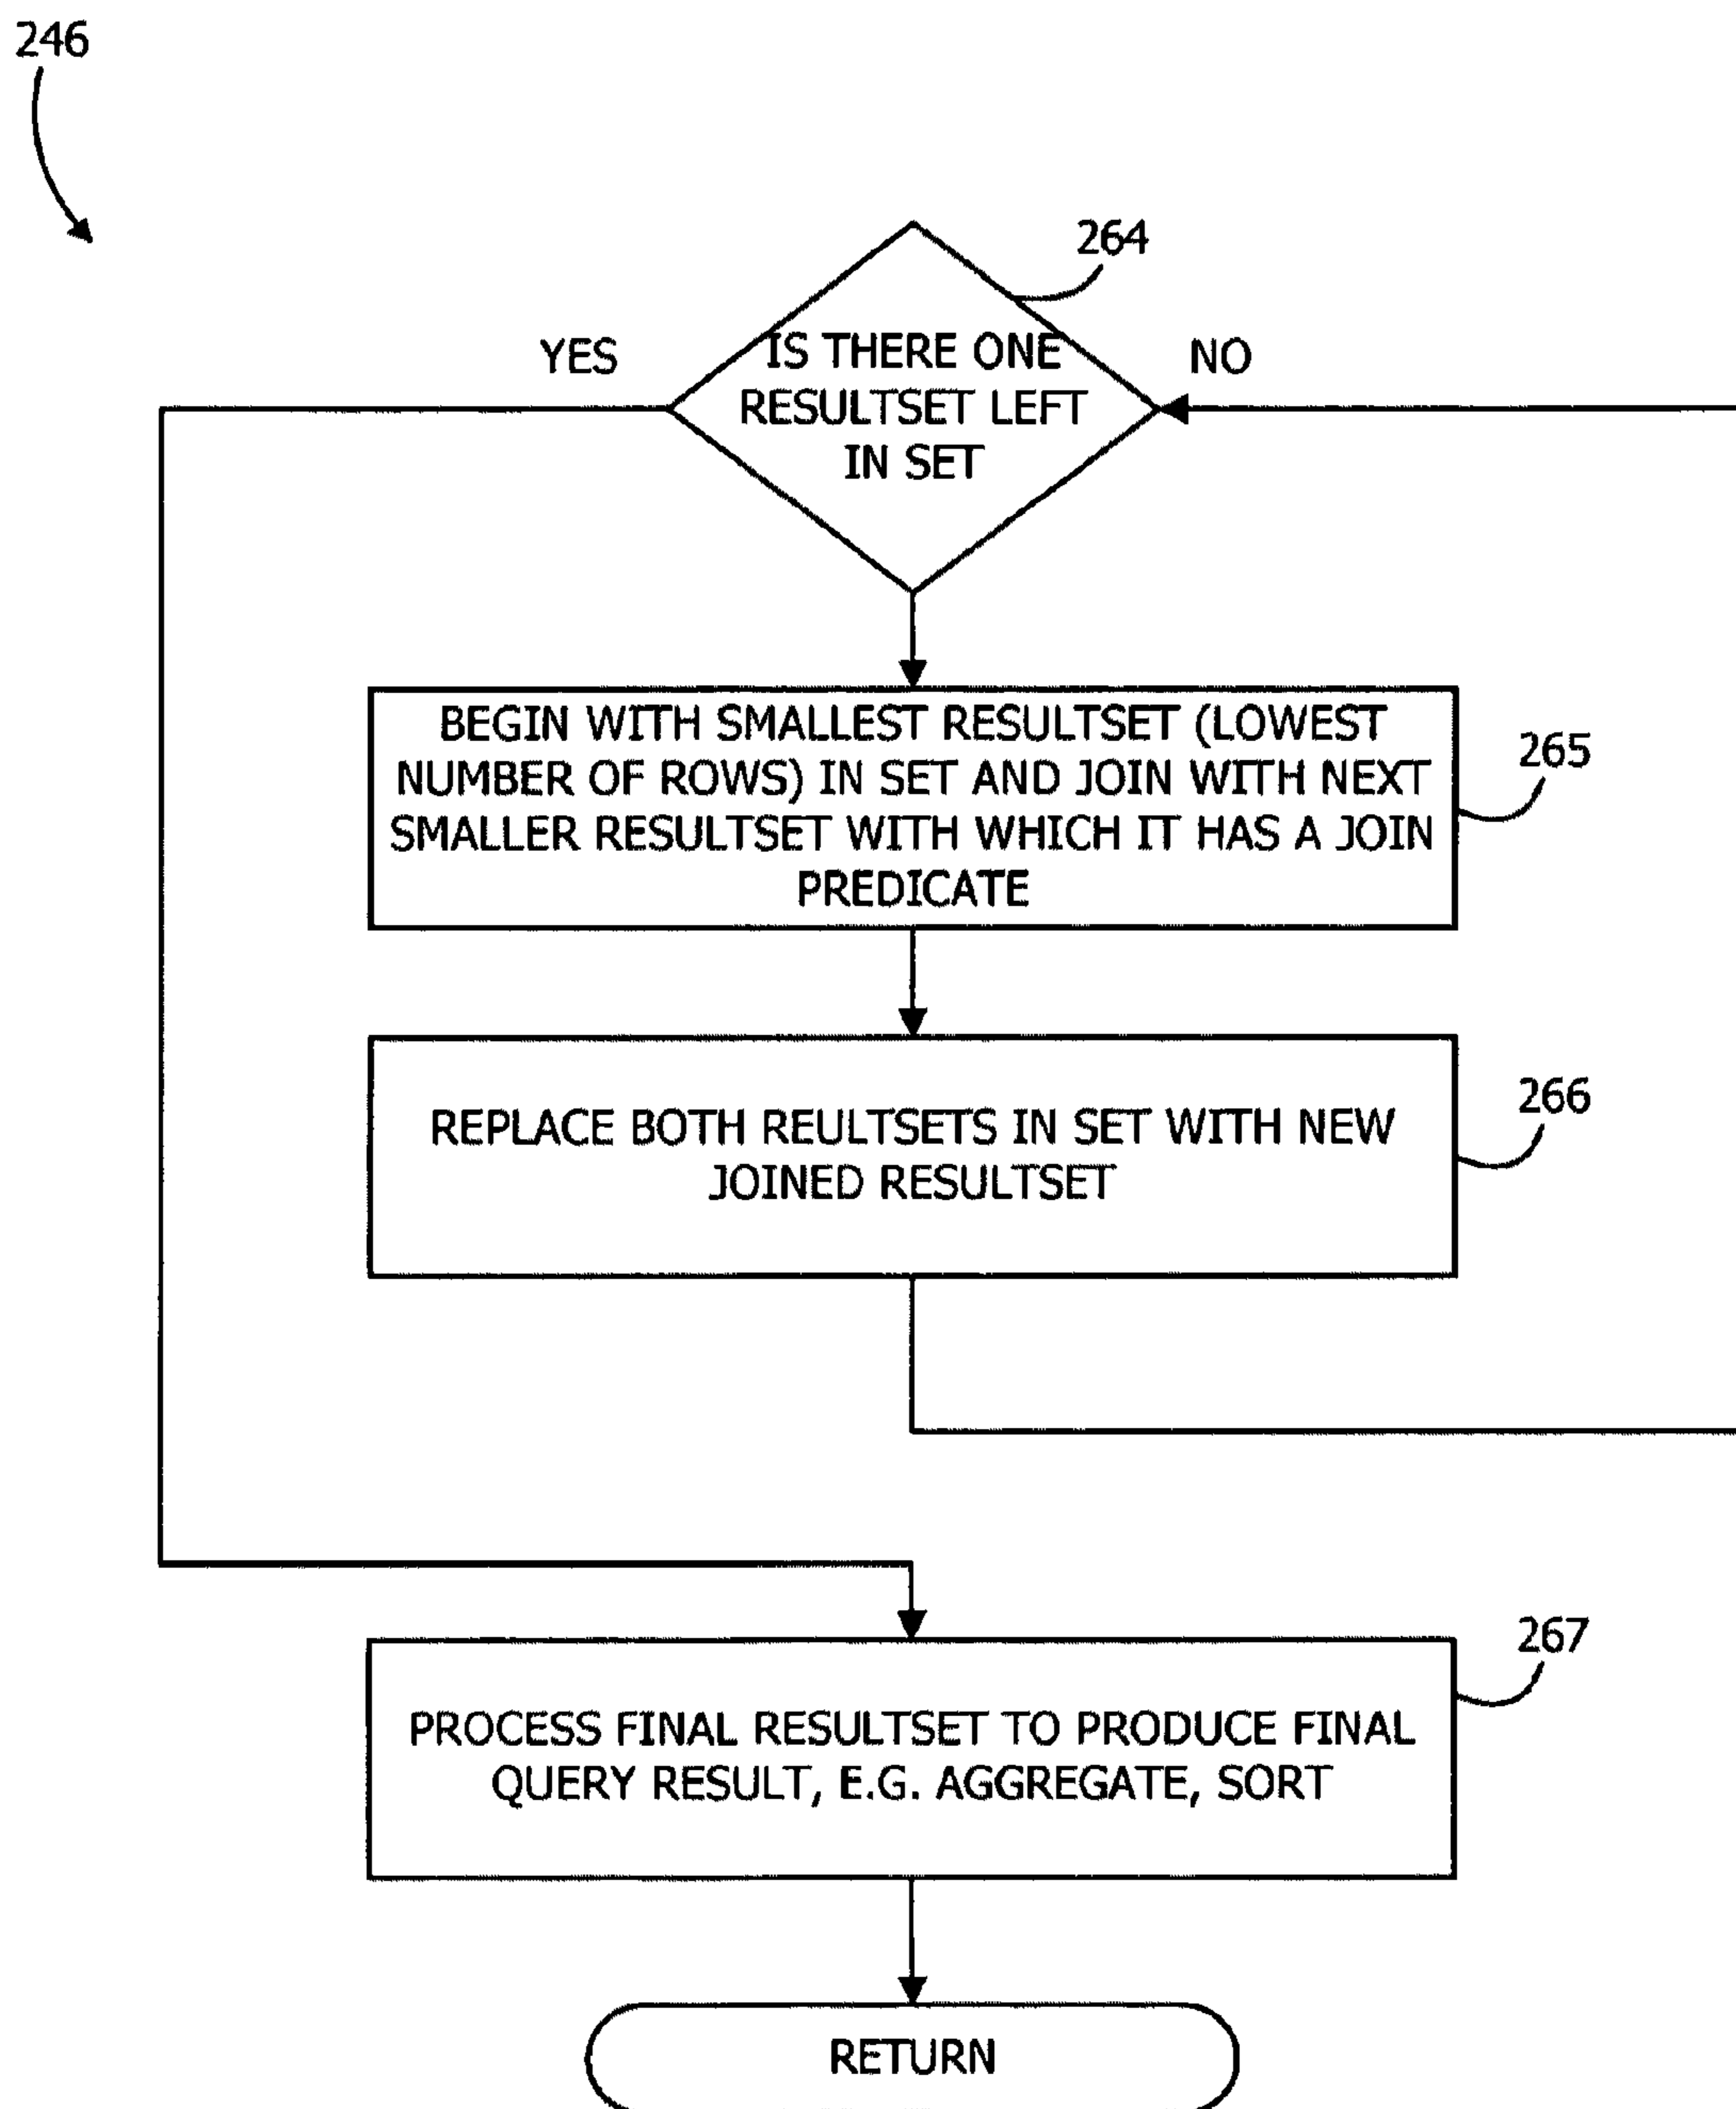 246
264
YES
NO
IS THERE ONE
RESULTSET LEFT
IN SET
BEGIN WITH SMALLEST RESULTSET (LOWEST
NUMBER OF ROWS) IN SET AND JOIN WITH NEXT
SMALLER RESULTSET WITH WHICH IT HAS A JOIN
PREDICATE
265
REPLACE BOTH REULTSETS IN SET WITH NEW
JOINED RESULTSET
266
267
PROCESS FINAL RESULTSET TO PRODUCE FINAL
QUERY RESULT, E.G. AGGREGATE, SORT
RETURN